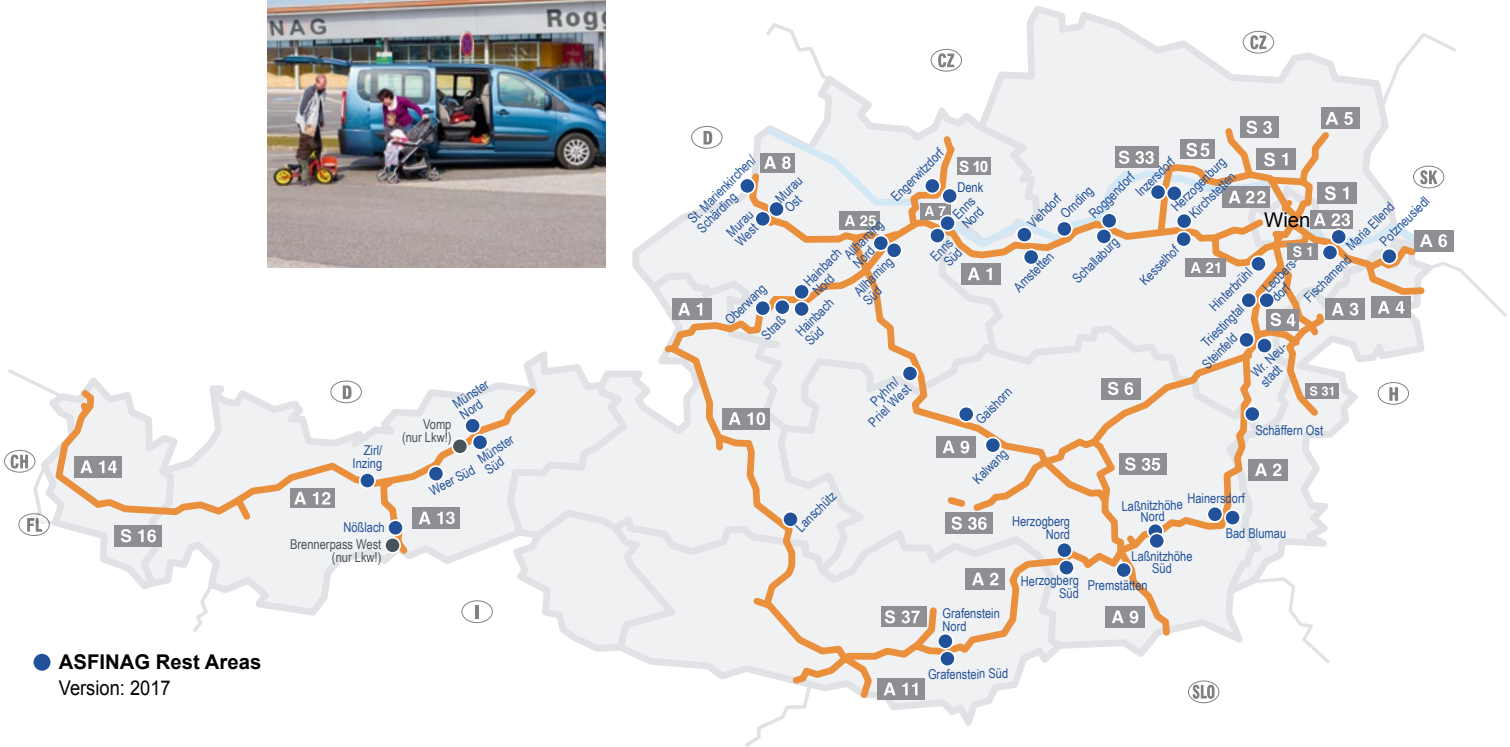 NAG
Rogg
CZ
CZ
D
SK
H
SLO
I
D
CH
FL
A 8
St. Marienkirchen/
Schärding
Murau
Ost
Murau
West
A 25
Engerwitzdorf
S 10
Denk
A 7
Enns
Nord
Enns
Süd
Allhaming
Nord
Allhaming
Süd
Hainbach
Nord
Hainbach
Süd
Oberwang
Straß
A 1
A 1
Viehdorf
Amstetten
Ornding
Roggendorf
Schallaburg
S 33
Inzersdorf
Herzogenburg
Kirchstetten
Kesselhof
S 5
S 3
S 1
A 5
S 1
A 22
Wien
A 23
Maria Ellend
Potzneusiedl
A 6
S 1
Fischamend
A 21
Hinterbrühl
Leobers-
dorf
A 4
A 3
Triestingtal
S 4
Steinfeld
Wr. Neu-
stadt
S 31
S 6
Schäffern Ost
Pyhrn/
Priel West
Gaishorn
A 9
Kalwang
A 10
S 35
A 2
S 36
Lanschütz
Laßnitzhöhe
Nord
Laßnitzhöhe
Süd
Hainersdorf
Bad Blumau
Herzogberg
Nord
Herzogberg
Süd
Premstätten
A 2
A 9
S 37
Grafenstein
Nord
Grafenstein Süd
A 11
Münster
Nord
Vomp
(nur Lkw!)
Münster
Süd
Weer Süd
Zirl/
Inzing
A 14
A 12
S 16
A 13
Nößlach
Brennerpass West
(nur Lkw!)
ASFINAG Rest Areas
Version: 2017